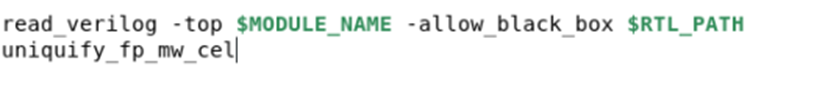 read_verilog -top $MODULE_NAME -allow_black_box $RTL_PATH
uniquify_fp_mw_cel